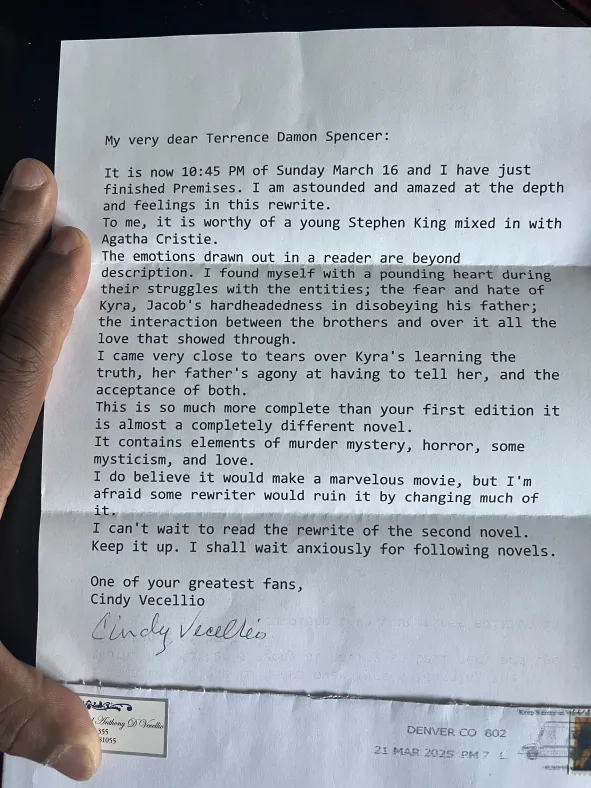 My very dear Terrence Damon Spencer:
It is now 10:45 PM of Sunday March 16 and I have just
finished Premises. I am astounded and amazed at the depth
and feelings in this rewrite.
To me, it is worthy of a young Stephen King mixed in with
Agatha Cristie.
The emotions drawn out in a reader are beyond
description. I found myself with a pounding heart during
their struggles with the entities; the fear and hate of
Kyra, Jacob's hardheadedness in disobeying his father;
the interaction between the brothers and over it all the
love that showed through.
I came very close to tears over Kyra's learning the
truth, her father's agony at having to tell her, and the
acceptance of both.
This is so much more complete than your first edition it
is almost a completely different novel.
It contains elements of murder mystery, horror, some
mysticism, and love.
I do believe it would make a marvelous movie, but I'm
afraid some rewriter would ruin it by changing much of
it.
I can't wait to read the rewrite of the second novel.
Keep it up. I shall wait anxiously for following novels.
One of your greatest fans,
Cindy Vecellio
Cindy Vecellio
Anthony D Vecellio
355
81055
DENVER CO 802
21 MAR 2025 PM 7 L